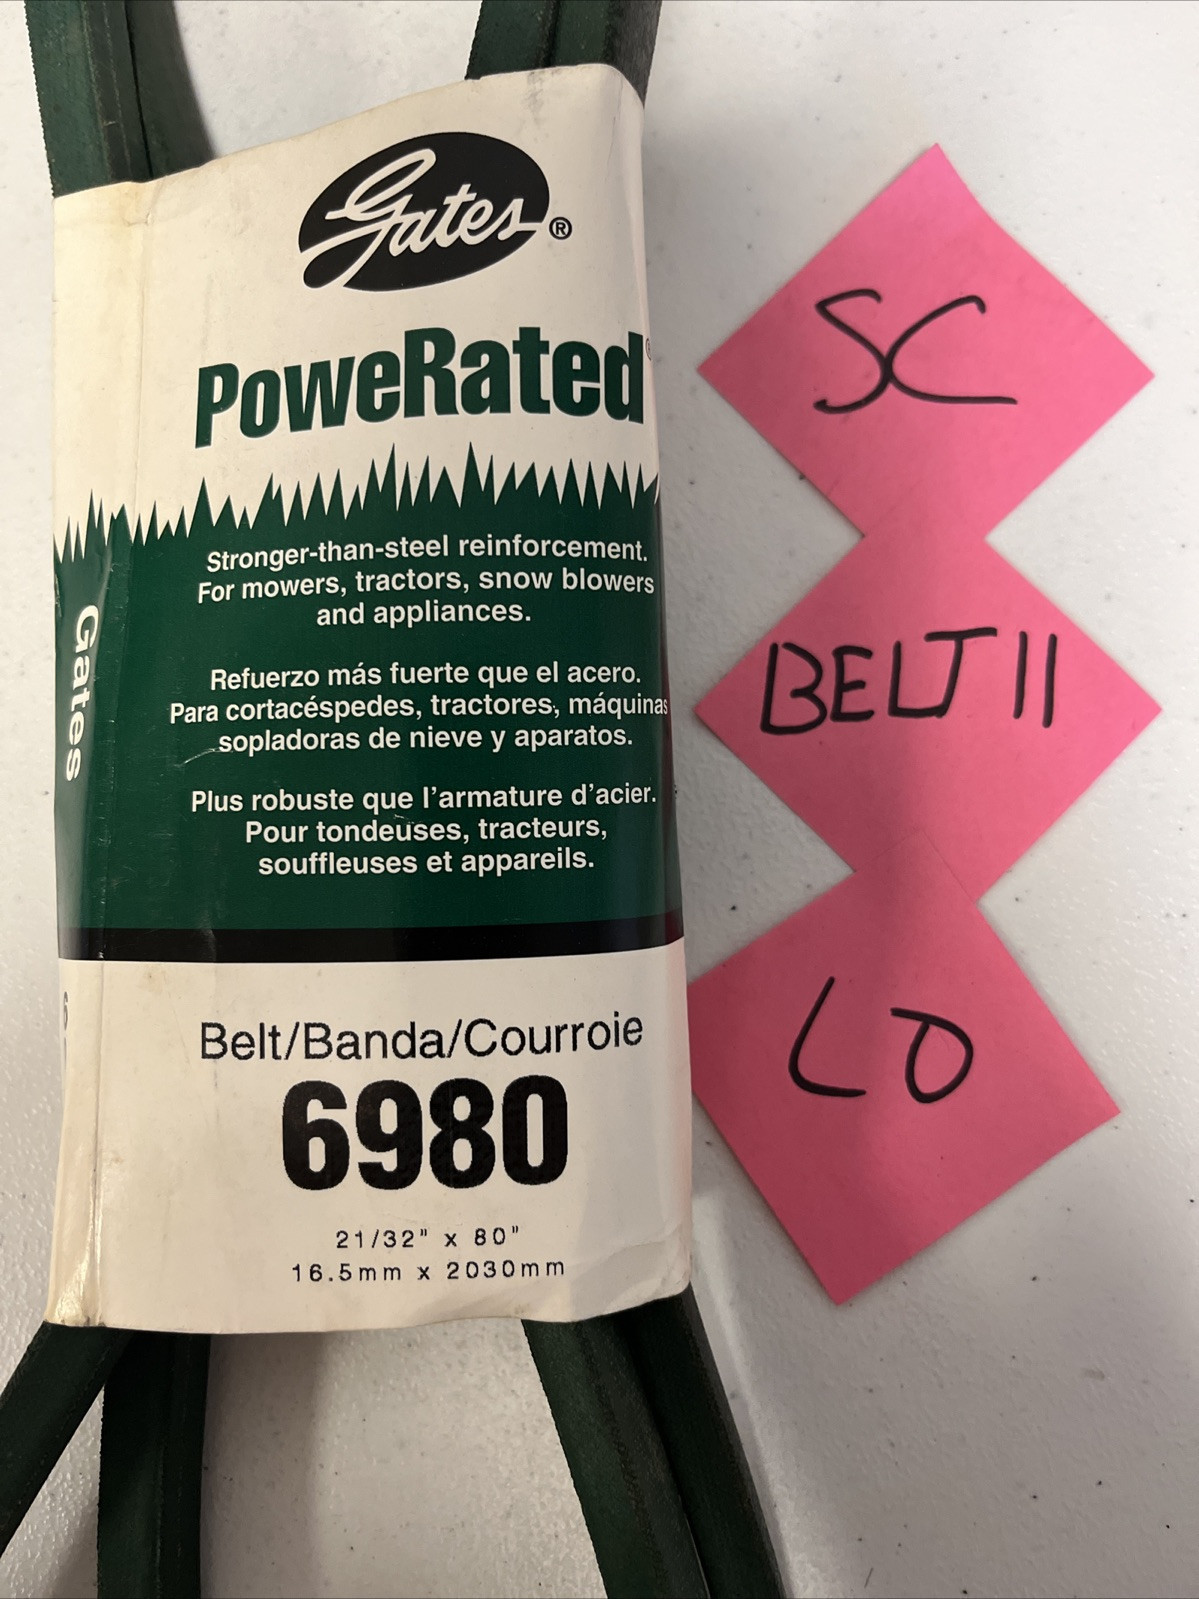 Gates®
PoweRated®
Stronger-than-steel reinforcement.
For mowers, tractors, snow blowers
and appliances.
Refuerzo más fuerte que el acero.
Para cortacéspedes, tractores, máquinas
sopladoras de nieve y aparatos.
Plus robuste que l'armature d'acier.
Pour tondeuses, tracteurs,
souffleuses et appareils.
Belt/Banda/Courroie
6980
21/32" x 80"
16.5mm x 2030mm
Gates
SC
BELT 11
LO